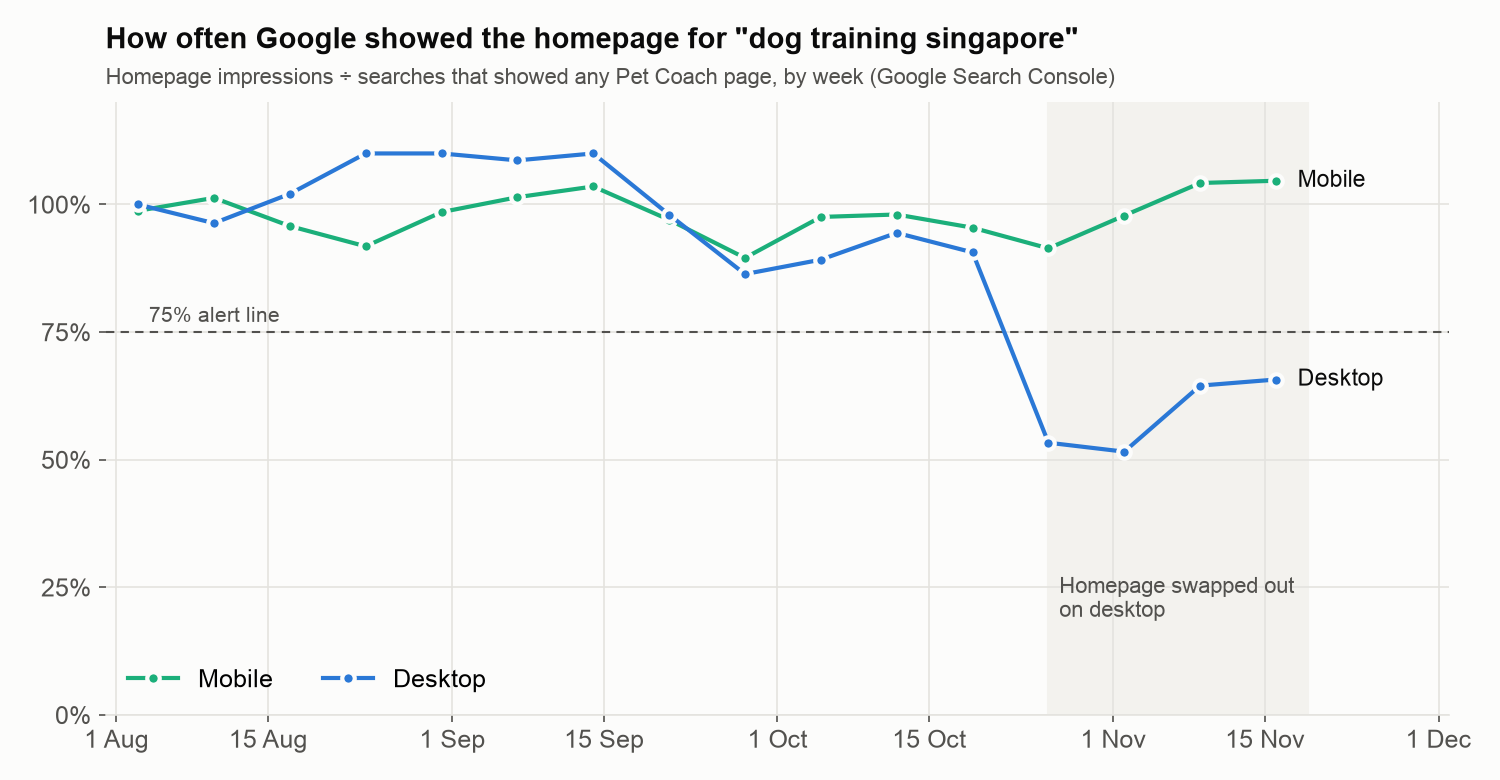 How often Google showed the homepage for "dog training singapore"
Homepage impressions ÷ searches that showed any Pet Coach page, by week (Google Search Console)
100%
75%
50%
25%
0%
75% alert line
Mobile
Desktop
Homepage swapped out
on desktop
Mobile
Desktop
1 Aug
15 Aug
1 Sep
15 Sep
1 Oct
15 Oct
1 Nov
15 Nov
1 Dec